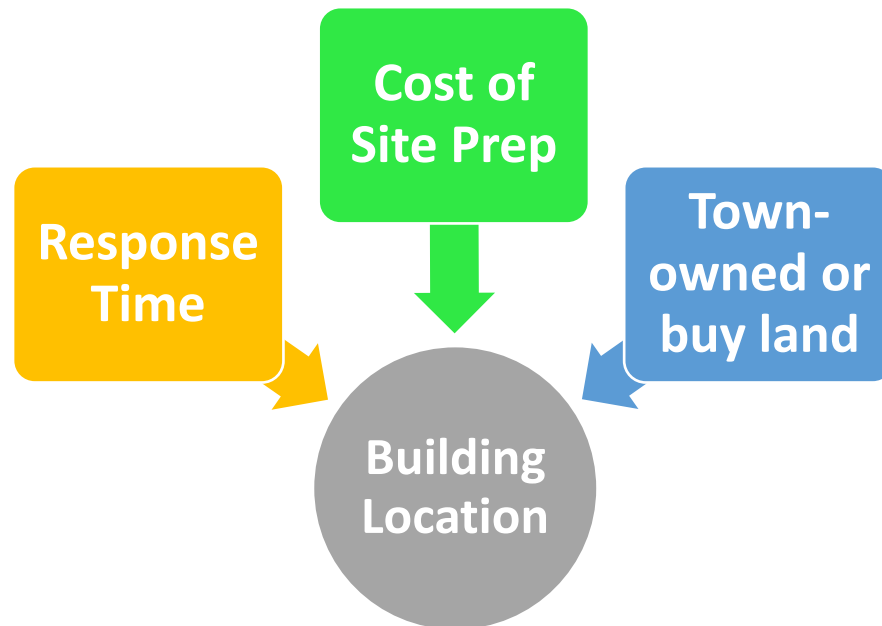 Cost of
Site Prep
Response
Time
Town-
owned or
buy land
Building
Location